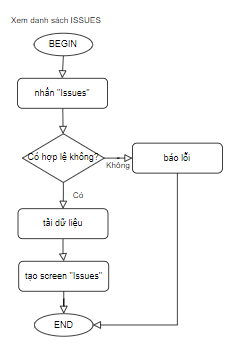 Xem danh sách ISSUES
BEGIN
nhấn "Issues"
Có hợp lệ không?
Không
báo lỗi
Có
tải dữ liệu
tạo screen "Issues"
END